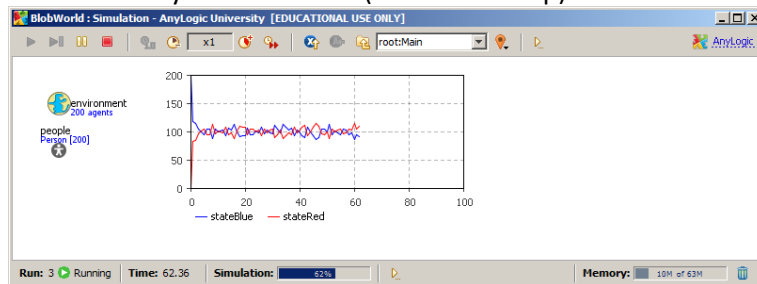 BlobWorld : Simulation - AnyLogic University [EDUCATIONAL USE ONLY]
x1
root:Main
AnyLogic
environment
200 agents
people
Person [200]
200
150
100
50
0
0 20 40 60 80 100
stateBlue stateRed
Run: 3 Running Time: 62.36 Simulation: 62% Memory: 10M of 63M